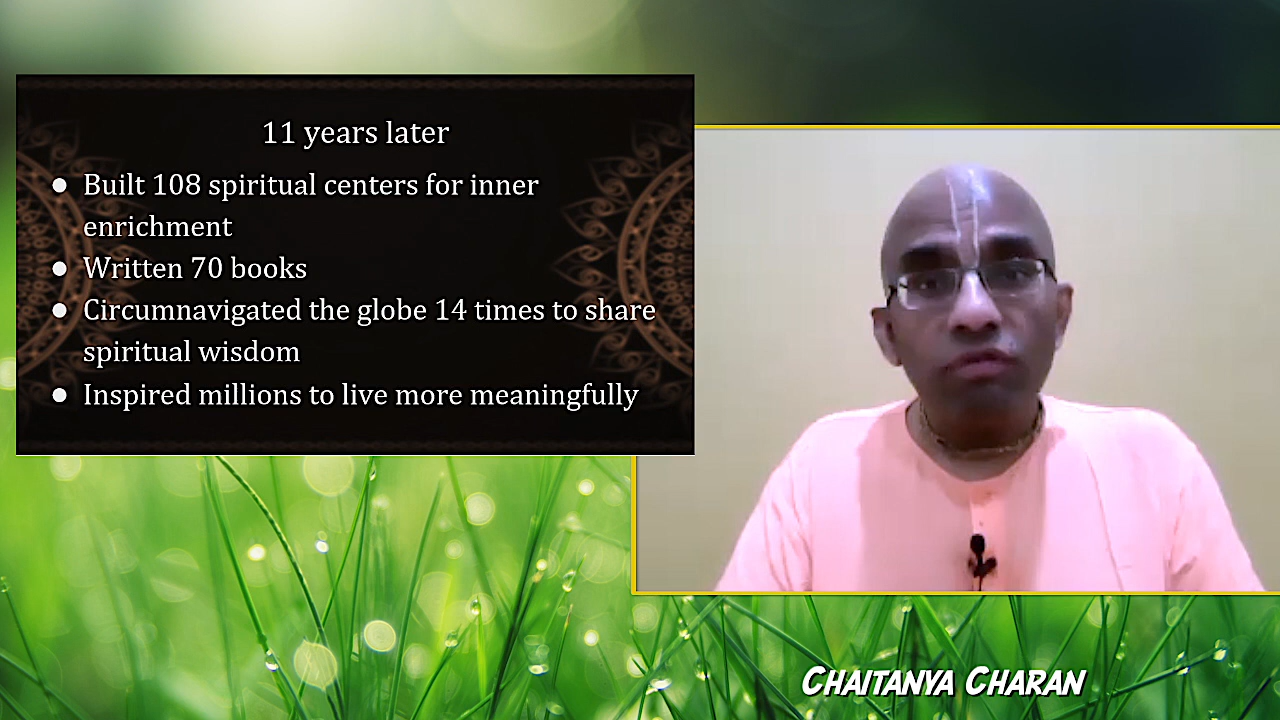 11 years later
● Built 108 spiritual centers for inner
enrichment
● Written 70 books
● Circumnavigated the globe 14 times to share
spiritual wisdom
● Inspired millions to live more meaningfully
CHAITANYA CHARAN